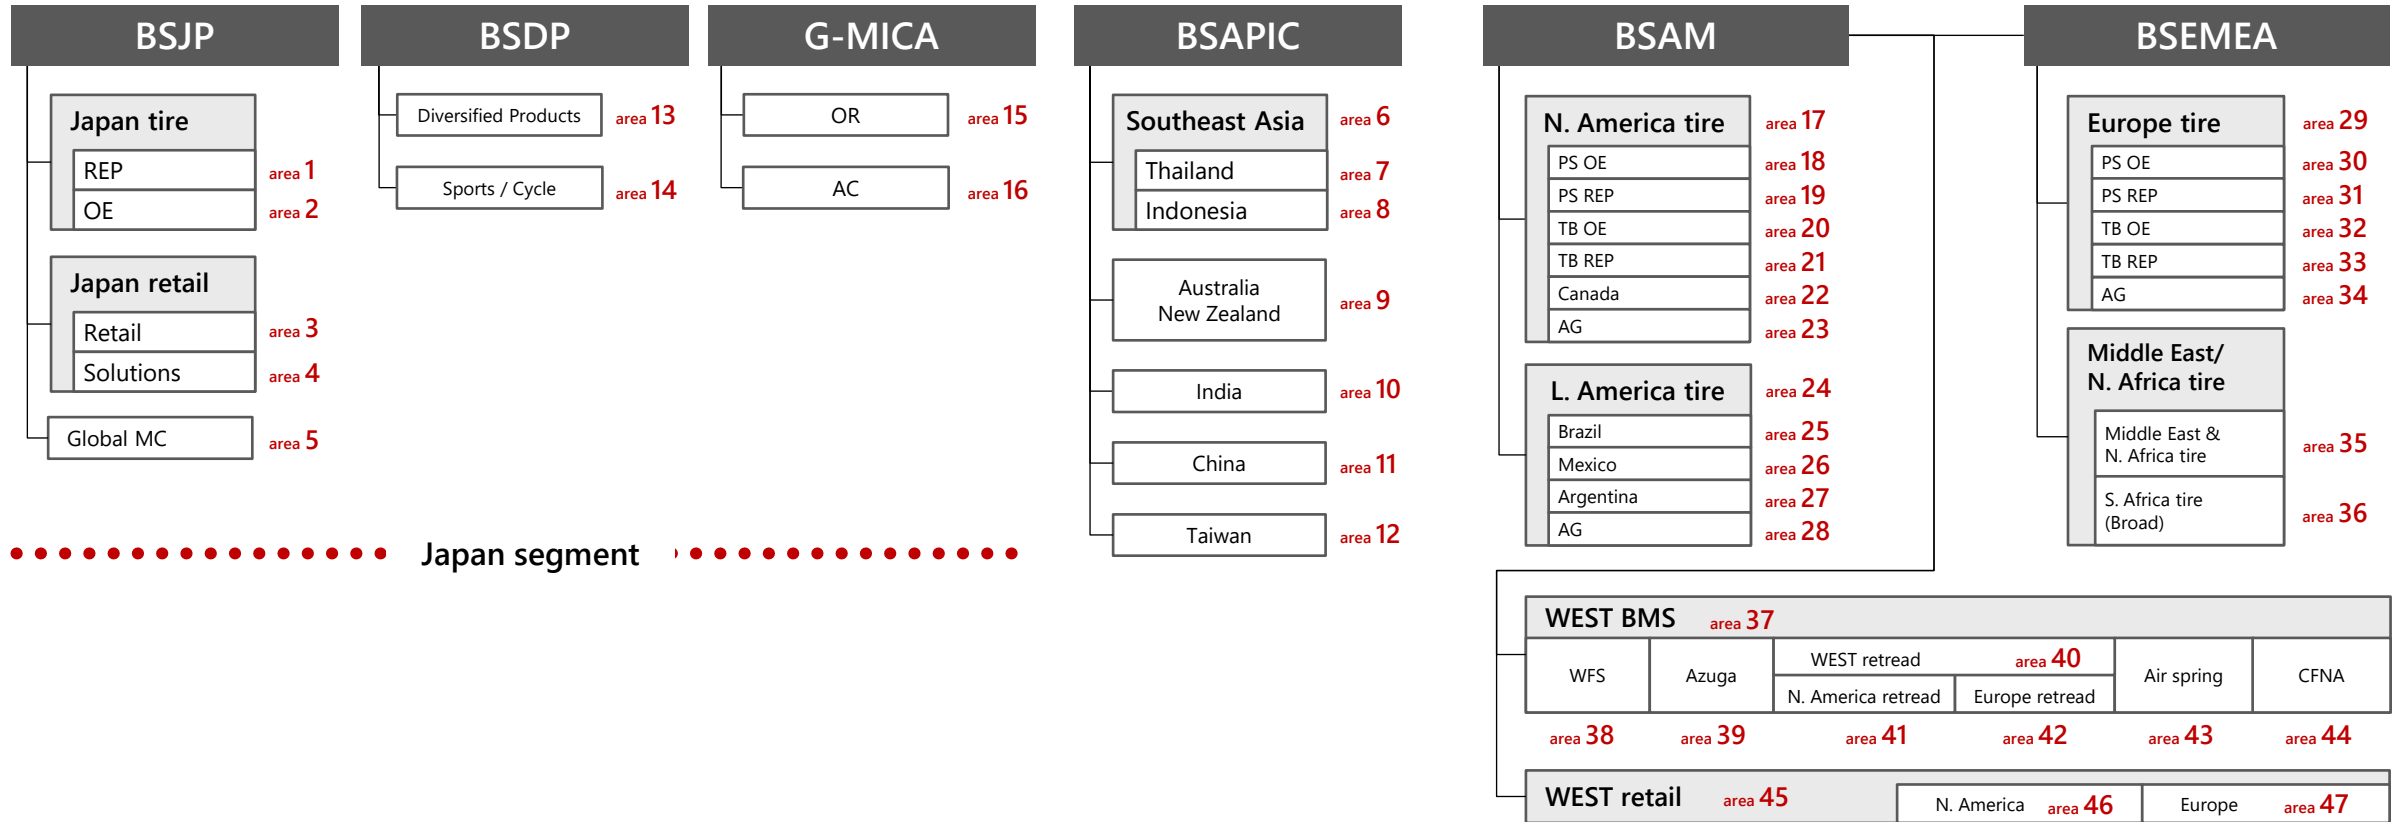 BSJP
Japan tire
REP area 1
OE area 2
Japan retail
Retail area 3
Solutions area 4
Global MC area 5
BSDP
Diversified Products area 13
Sports / Cycle area 14
G-MICA
OR area 15
AC area 16
Japan segment
BSAPIC
Southeast Asia area 6
Thailand area 7
Indonesia area 8
Australia
New Zealand area 9
India area 10
China area 11
Taiwan area 12
BSAM
N. America tire area 17
PS OE area 18
PS REP area 19
TB OE area 20
TB REP area 21
Canada area 22
AG area 23
L. America tire area 24
Brazil area 25
Mexico area 26
Argentina area 27
AG area 28
BSEMEA
Europe tire area 29
PS OE area 30
PS REP area 31
TB OE area 32
TB REP area 33
AG area 34
Middle East/
N. Africa tire
Middle East &
N. Africa tire area 35
S. Africa tire
(Broad) area 36
WEST BMS area 37
WFS area 38
Azuga area 39
WEST retread area 40
N. America retread area 41
Europe retread area 42
Air spring area 43
CFNA area 44
WEST retail area 45
N. America area 46
Europe area 47